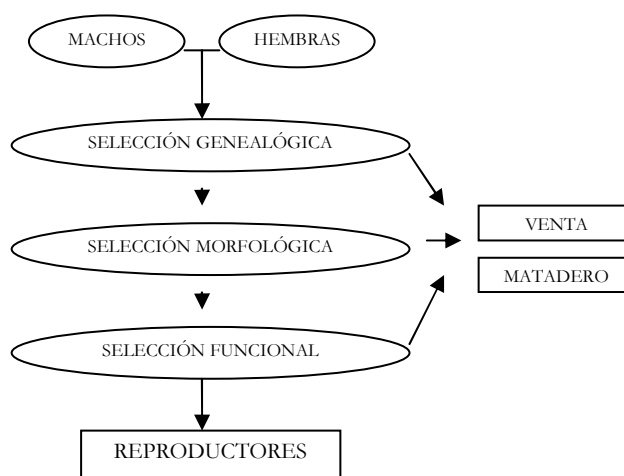 MACHOS
HEMBRAS
SELECCIÓN GENEALÓGICA
VENTA
SELECCIÓN MORFOLÓGICA
MATADERO
SELECCIÓN FUNCIONAL
REPRODUCTORES